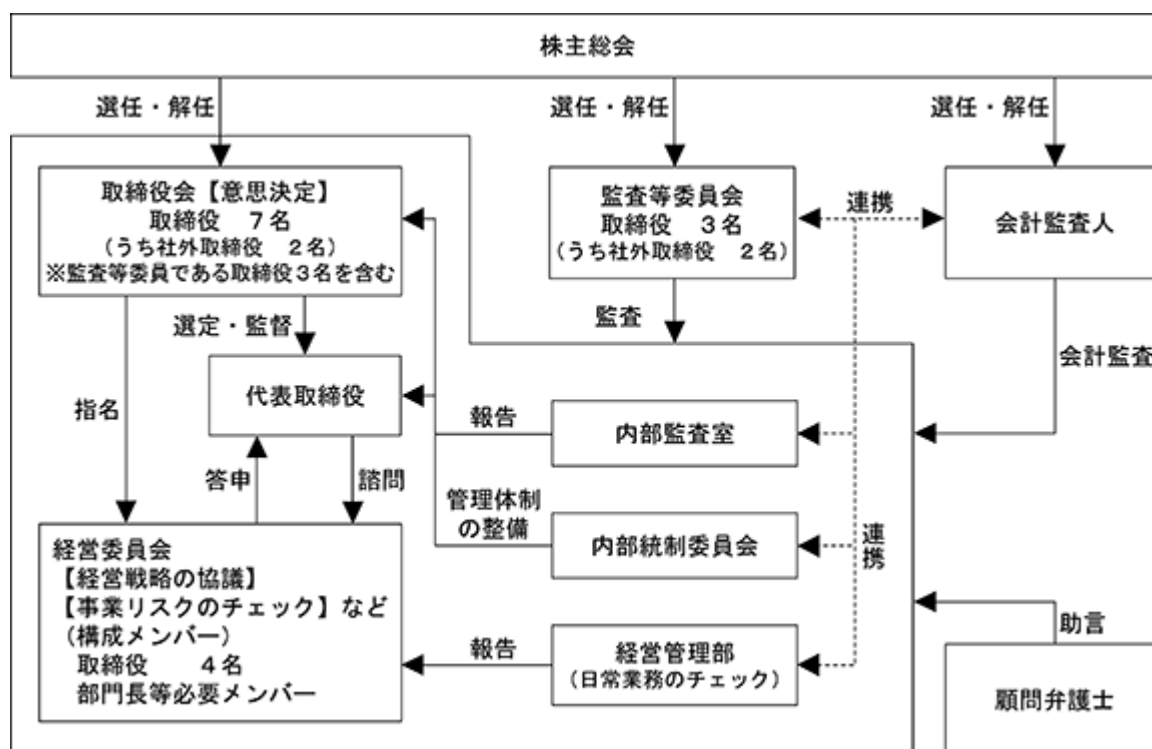 株主総会
選任・解任
選任・解任
選任・解任
取締役会【意思決定】
取締役　7名
（うち社外取締役　2名）
※監査等委員である取締役3名を含む
監査等委員会
取締役　3名
（うち社外取締役　2名）
連携
会計監査人
選定・監督
監査
会計監査
指名
代表取締役
報告
内部監査室
答申
諮問
管理体制
の整備
内部統制委員会
連携
経営委員会
【経営戦略の協議】
【事業リスクのチェック】など
（構成メンバー）
取締役　　4名
部門長等必要メンバー
報告
経営管理部
（日常業務のチェック）
助言
顧問弁護士